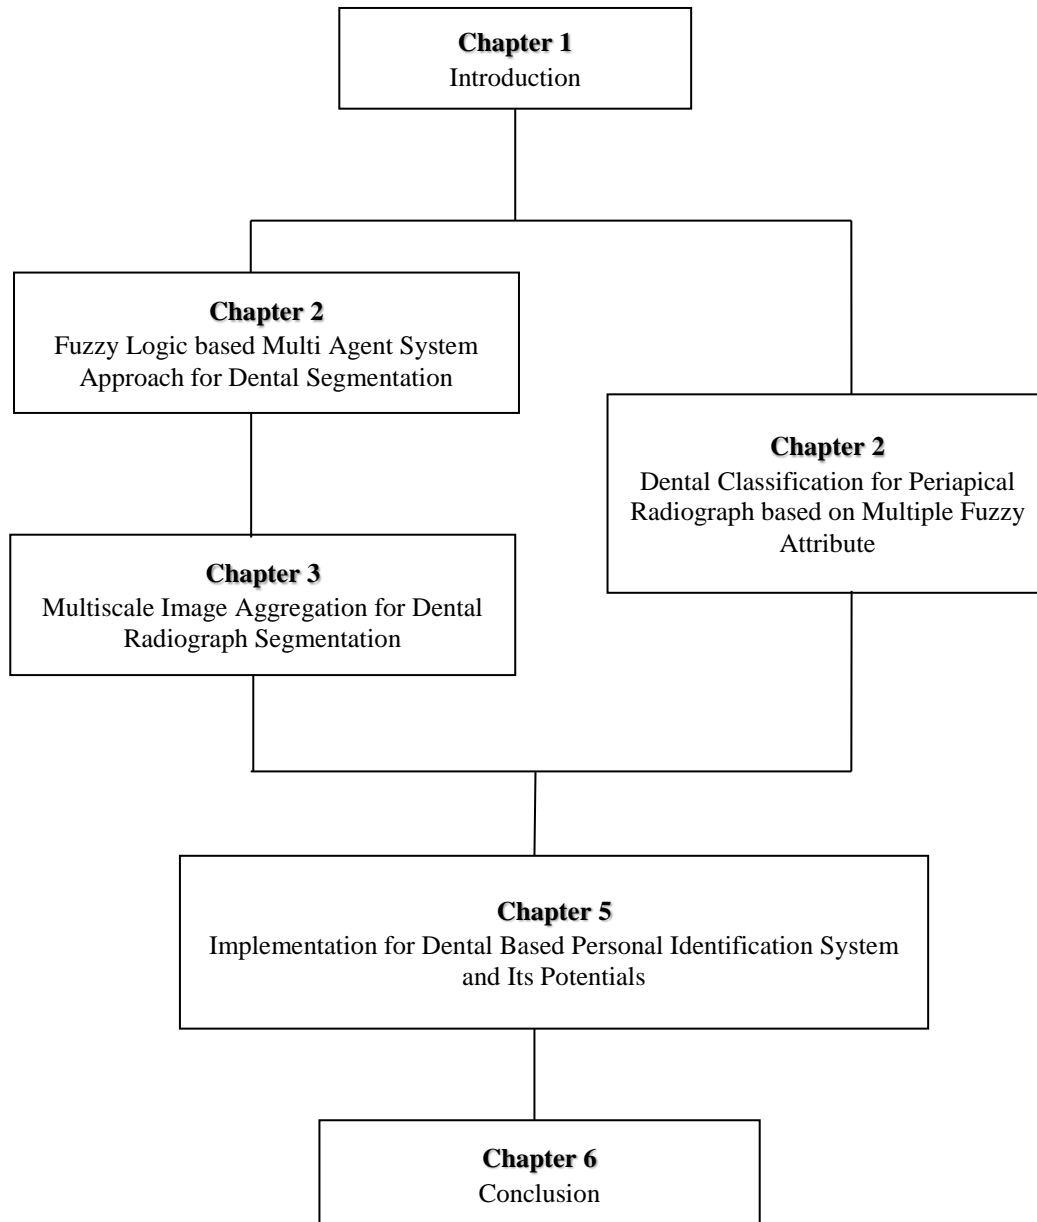 Chapter 1
Introduction
Chapter 2
Fuzzy Logic based Multi Agent System
Approach for Dental Segmentation
Chapter 2
Dental Classification for Periapical
Radiograph based on Multiple Fuzzy
Attribute
Chapter 3
Multiscale Image Aggregation for Dental
Radiograph Segmentation
Chapter 5
Implementation for Dental Based Personal Identification System
and Its Potentials
Chapter 6
Conclusion